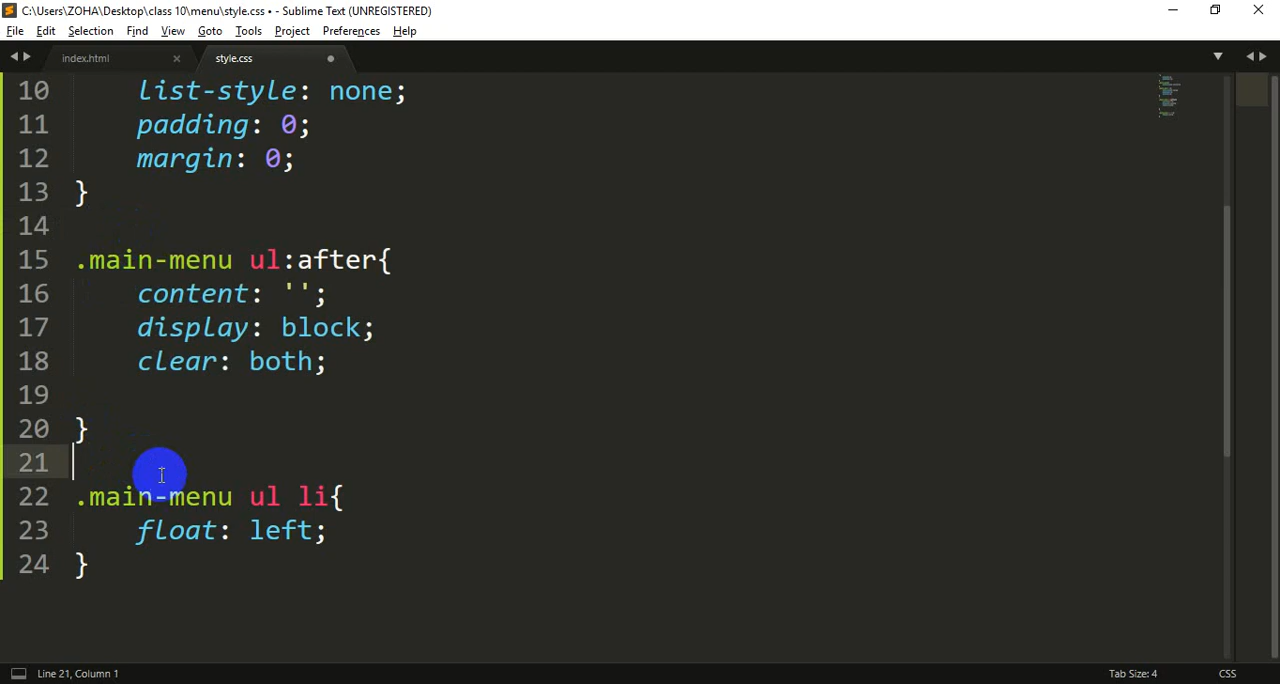 C:\Users\ZOHA\Desktop\class 10\menu\style.css • - Sublime Text (UNREGISTERED)
File Edit Selection Find View Goto Tools Project Preferences Help
index.html style.css
10 list-style: none;
11 padding: 0;
12 margin: 0;
13 }
14
15 .main-menu ul:after{
16 content: '';
17 display: block;
18 clear: both;
19
20 }
21
22 .main-menu ul li{
23 float: left;
24 }
Line 21, Column 1 Tab Size: 4 CSS